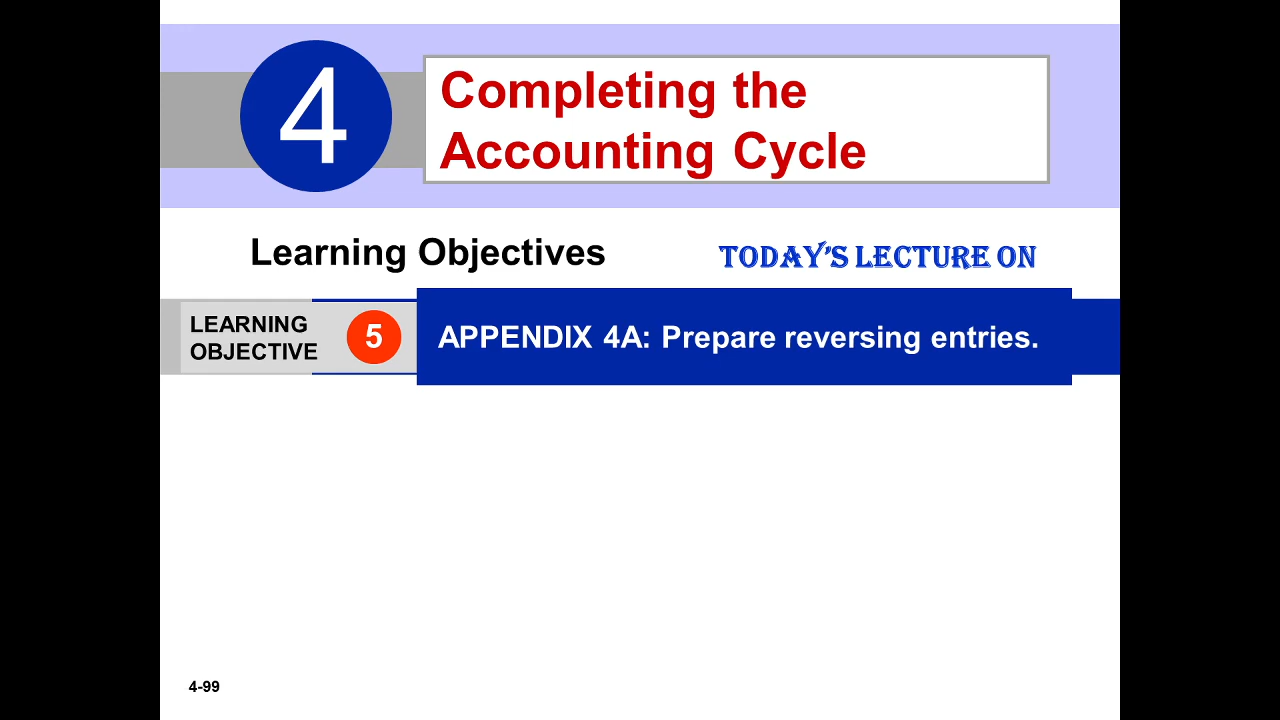 4
Completing the
Accounting Cycle
Learning Objectives
TODAY'S LECTURE ON
LEARNING
OBJECTIVE
5
APPENDIX 4A: Prepare reversing entries.
4-99